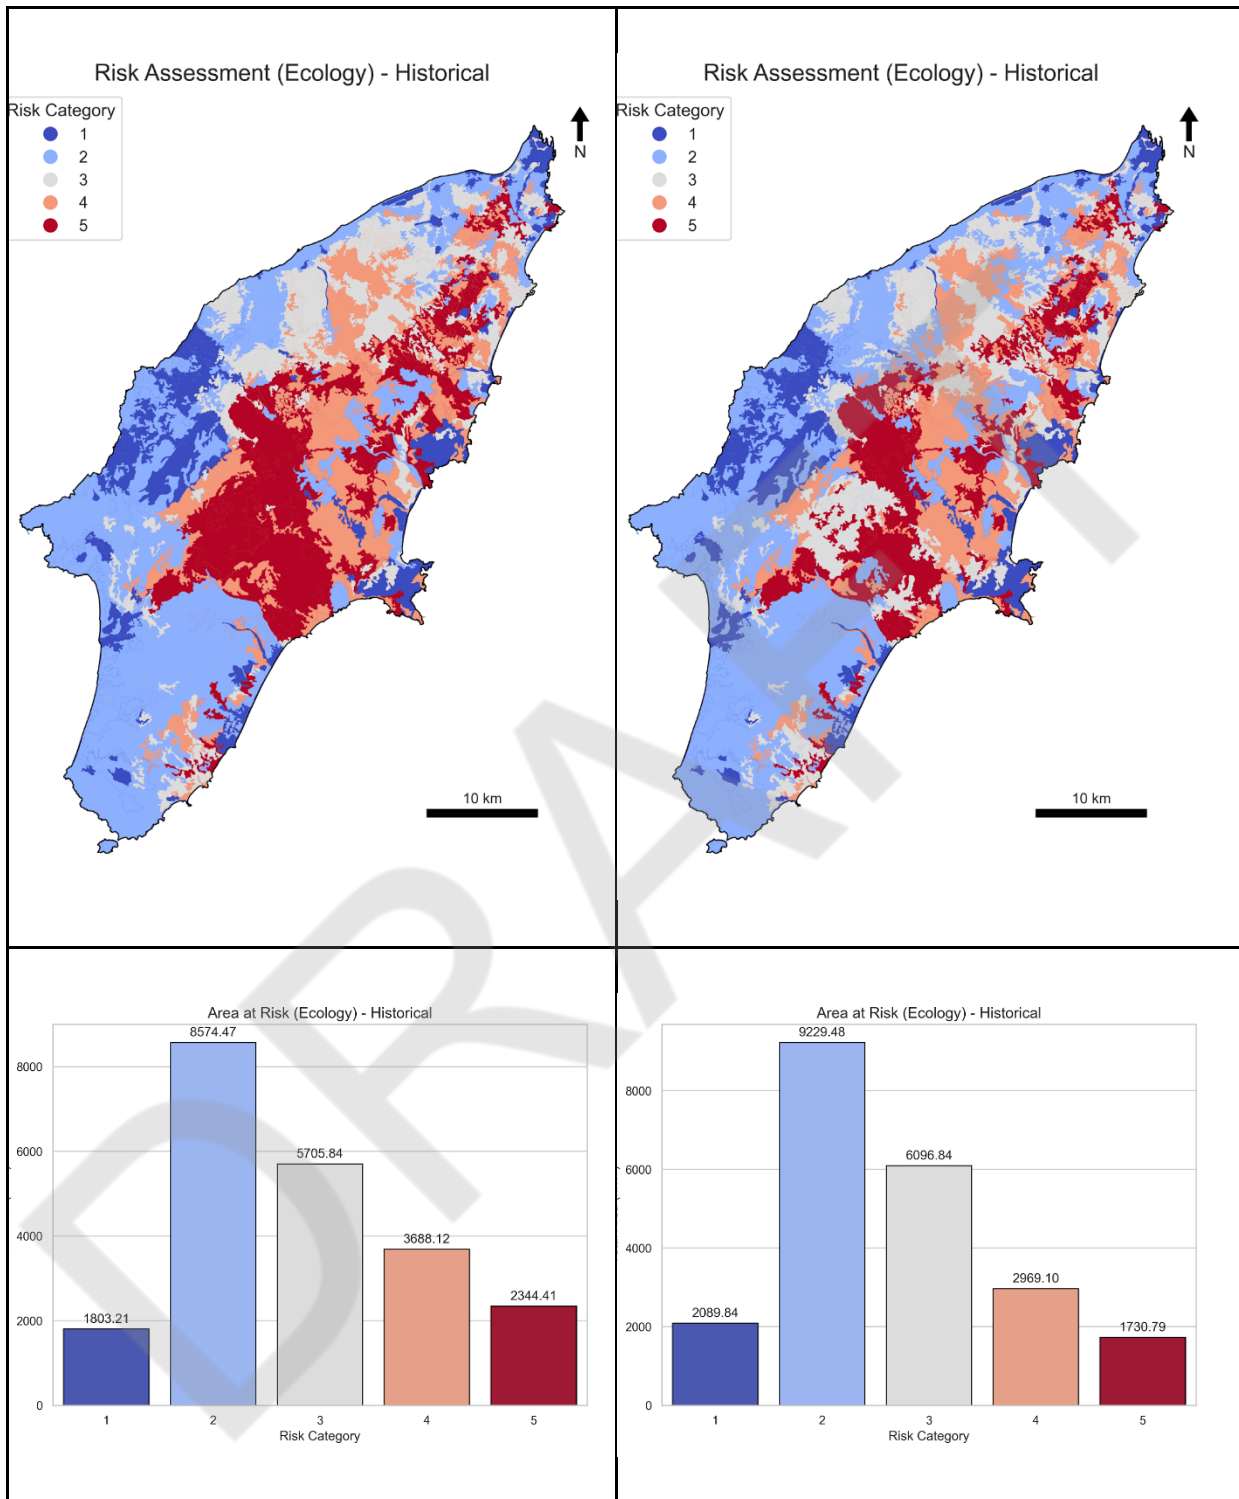 Risk Assessment (Ecology) - Historical
Risk Category
1
2
3
4
5
N
10 km
Risk Assessment (Ecology) - Historical
Risk Category
1
2
3
4
5
N
10 km
Area at Risk (Ecology) - Historical
8574.47
8000
6000
5705.84
4000
3688.12
2344.41
2000
1803.21
0
1 2 3 4 5
Risk Category
Area at Risk (Ecology) - Historical
9229.48
8000
6000
6096.84
4000
2969.10
2089.84
2000
1730.79
0
1 2 3 4 5
Risk Category
DRAFT